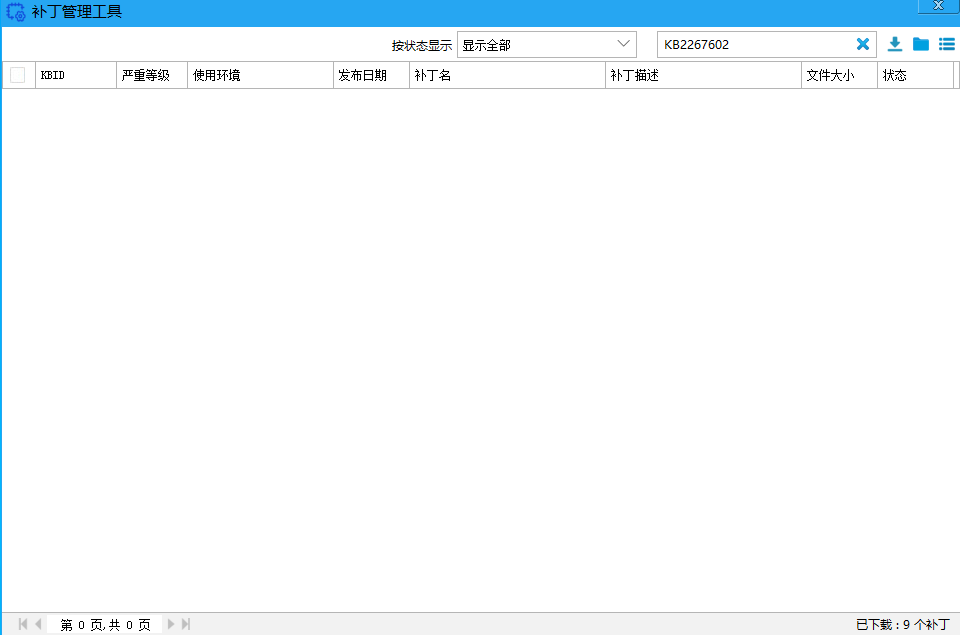 补丁管理工具
按状态显示 显示全部 KB2267602
KBID 严重等级 使用环境 发布日期 补丁名 补丁描述 文件大小 状态
第 0 页,共 0 页 已下载 : 9 个补丁